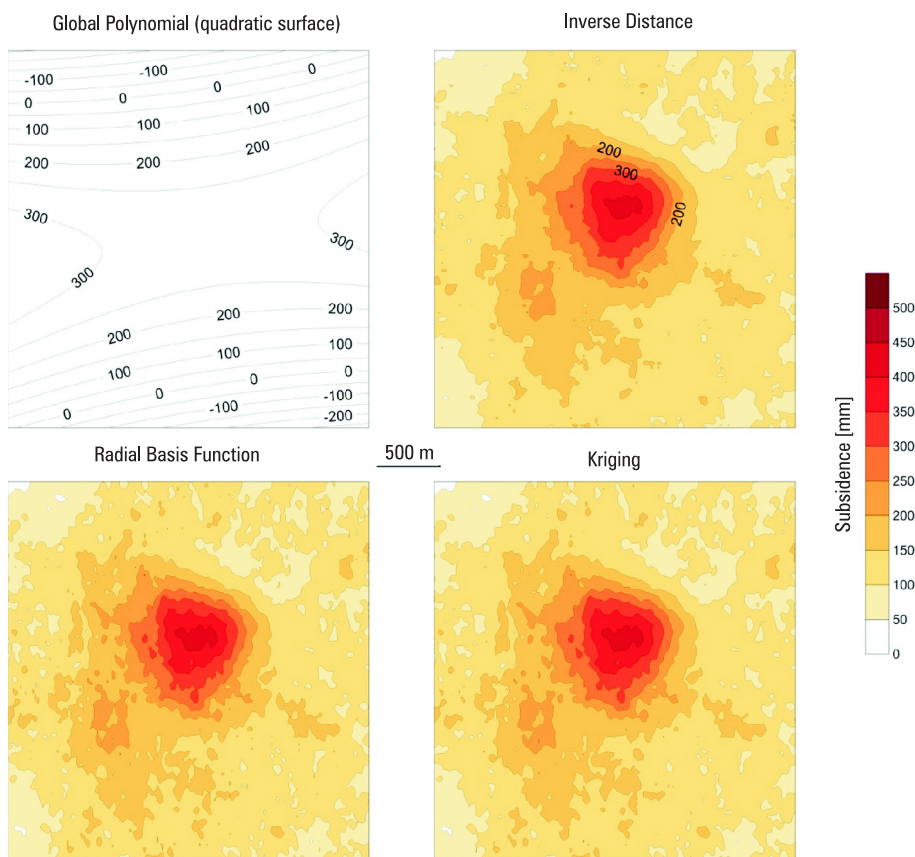 Global Polynomial (quadratic surface)
Inverse Distance
-100 -100 0
0 0 0
100 100 100
200 200 200
300 300
300
200 200 200
100 100 100
0 0 0
0 -100 -100
-200
200
300
200
Subsidence [mm]
500
450
400
350
300
250
200
150
100
50
0
Radial Basis Function
500 m
Kriging